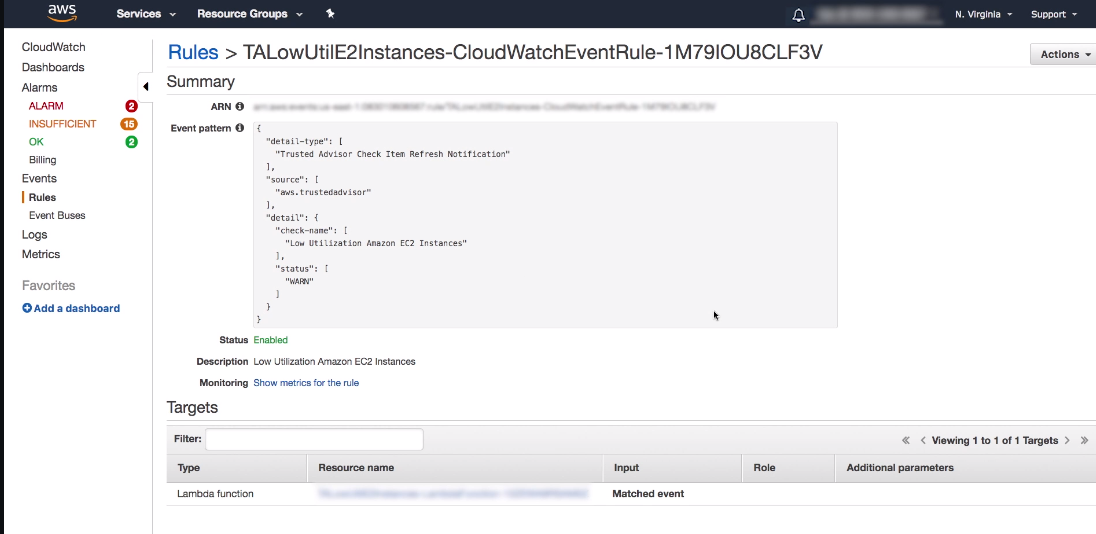 aws
Services
Resource Groups
N. Virginia
Support
CloudWatch
Dashboards
Alarms
ALARM 2
INSUFFICIENT 15
OK 2
Billing
Events
Rules
Event Buses
Logs
Metrics
Favorites
Add a dashboard
Rules > TALowUtilE2Instances-CloudWatchEventRule-1M79IOU8CLF3V
Actions
Summary
ARN
Event pattern
{
"detail-type": [
"Trusted Advisor Check Item Refresh Notification"
],
"source": [
"aws.trustedadvisor"
],
"detail": {
"check-name": [
"Low Utilization Amazon EC2 Instances"
],
"status": [
"WARN"
]
}
}
Status Enabled
Description Low Utilization Amazon EC2 Instances
Monitoring Show metrics for the rule
Targets
Filter:
« < Viewing 1 to 1 of 1 Targets > »
Type Resource name Input Role Additional parameters
Lambda function Matched event